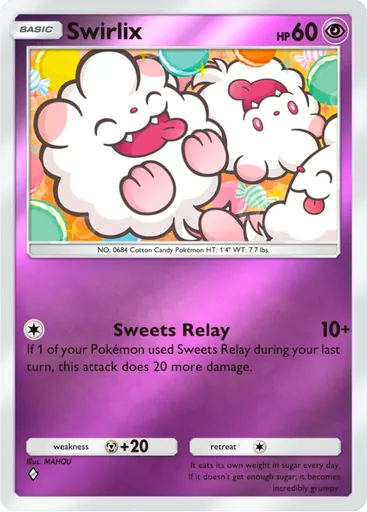 BASIC
Swirlix
HP 60
NO. 0684 Cotton Candy Pokémon HT: 1'4" WT: 7.7 lbs.
Sweets Relay 10+
If 1 of your Pokémon used Sweets Relay during your last
turn, this attack does 20 more damage.
weakness +20 retreat
Illus. MAHOU
It eats its own weight in sugar every day.
If it doesn't get enough sugar, it becomes
incredibly grumpy.